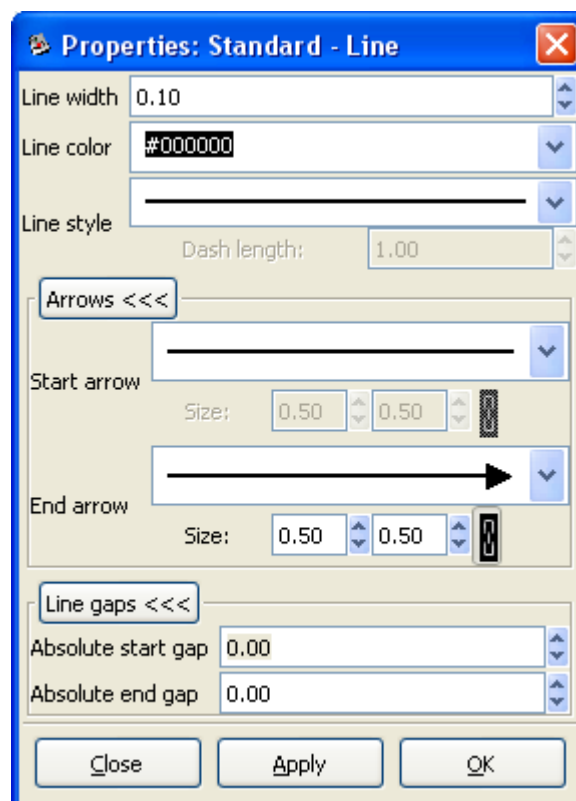 Properties: Standard - Line
Line width 0.10
Line color #000000
Line style
Dash length: 1.00
Arrows <<<
Start arrow
Size: 0.50 0.50
End arrow
Size: 0.50 0.50
Line gaps <<<
Absolute start gap 0.00
Absolute end gap 0.00
Close Apply OK